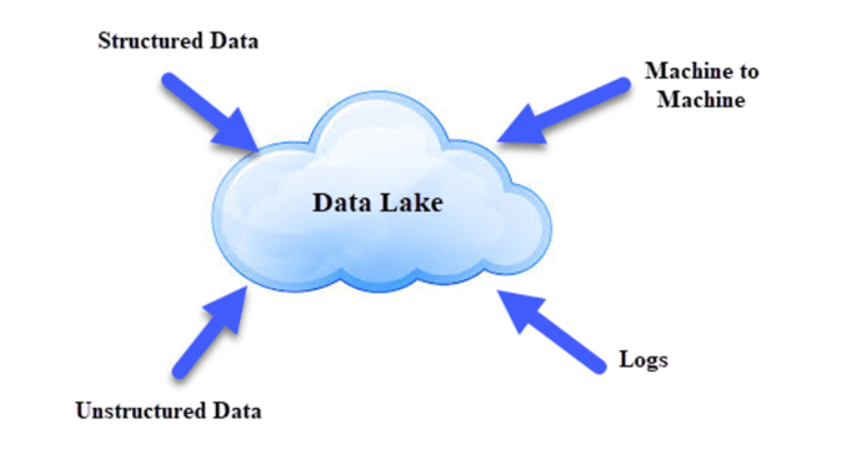 Structured Data
Machine to
Machine
Data Lake
Logs
Unstructured Data